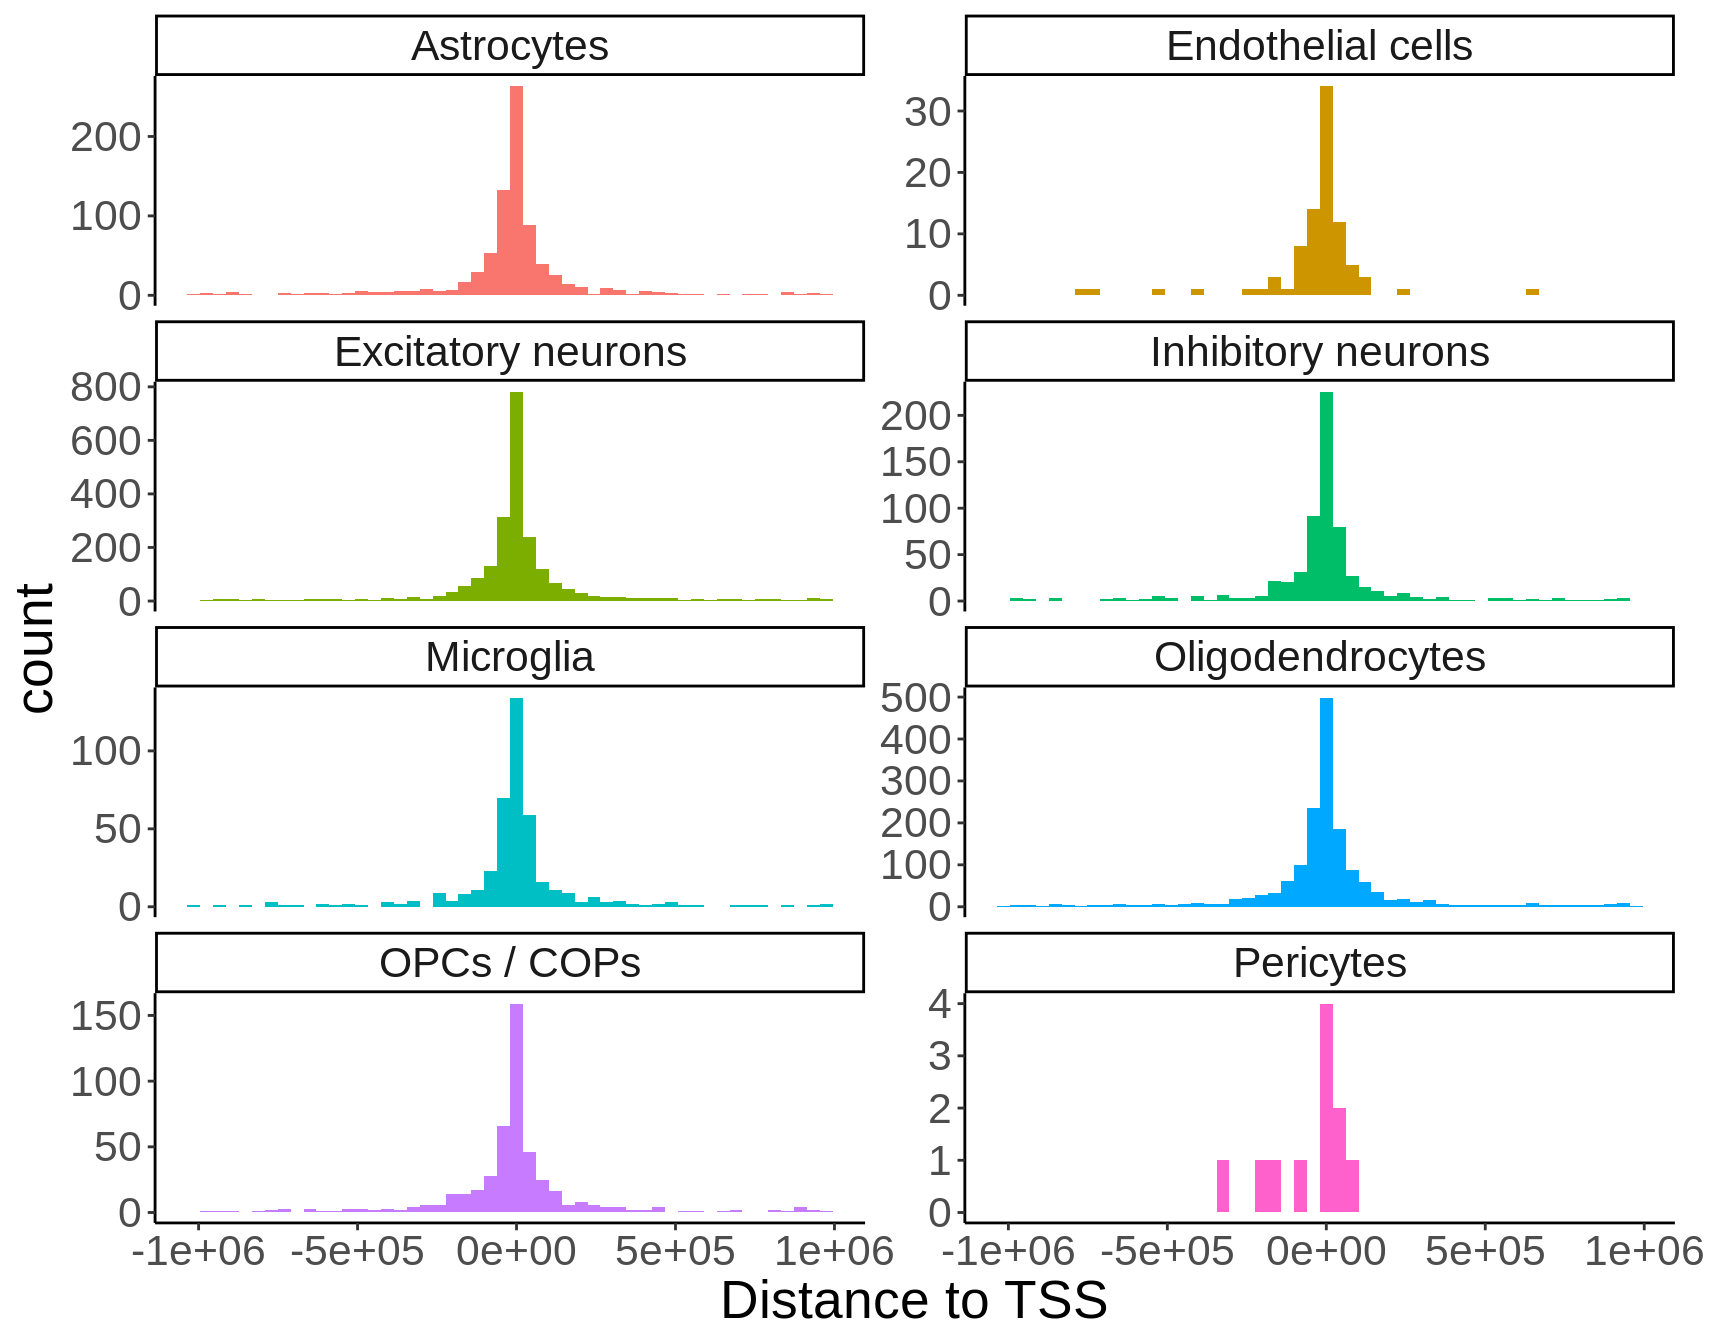 Astrocytes
200
100
0
Endothelial cells
30
20
10
0
Excitatory neurons
800
600
400
200
0
Inhibitory neurons
200
150
100
50
0
count
Microglia
100
50
0
Oligodendrocytes
500
400
300
200
100
0
OPCs / COPs
150
100
50
0
Pericytes
4
3
2
1
0
-1e+06 -5e+05 0e+00 5e+05 1e+06
-1e+06 -5e+05 0e+00 5e+05 1e+06
Distance to TSS